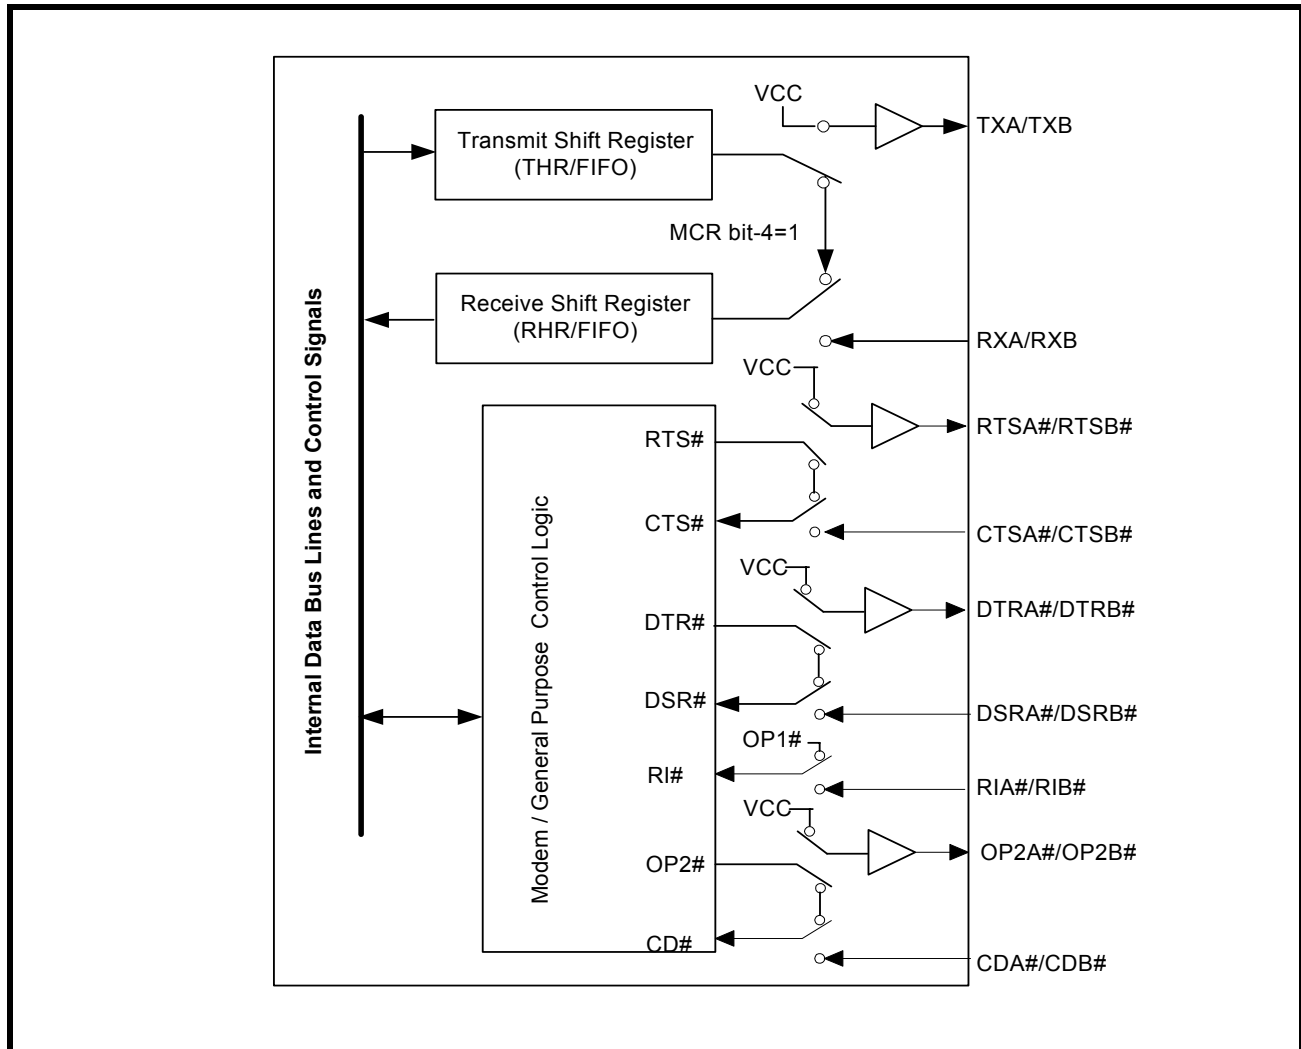 VCC
TXA/TXB
Transmit Shift Register
(THR/FIFO)
MCR bit-4=1
Receive Shift Register
(RHR/FIFO)
RXA/RXB
VCC
RTSA#/RTSB#
RTS#
CTS#
CTSA#/CTSB#
VCC
DTRA#/DTRB#
DTR#
DSR#
DSRA#/DSRB#
OP1#
RI#
RIA#/RIB#
VCC
OP2A#/OP2B#
OP2#
CD#
CDA#/CDB#
Internal Data Bus Lines and Control Signals
Modem / General Purpose Control Logic